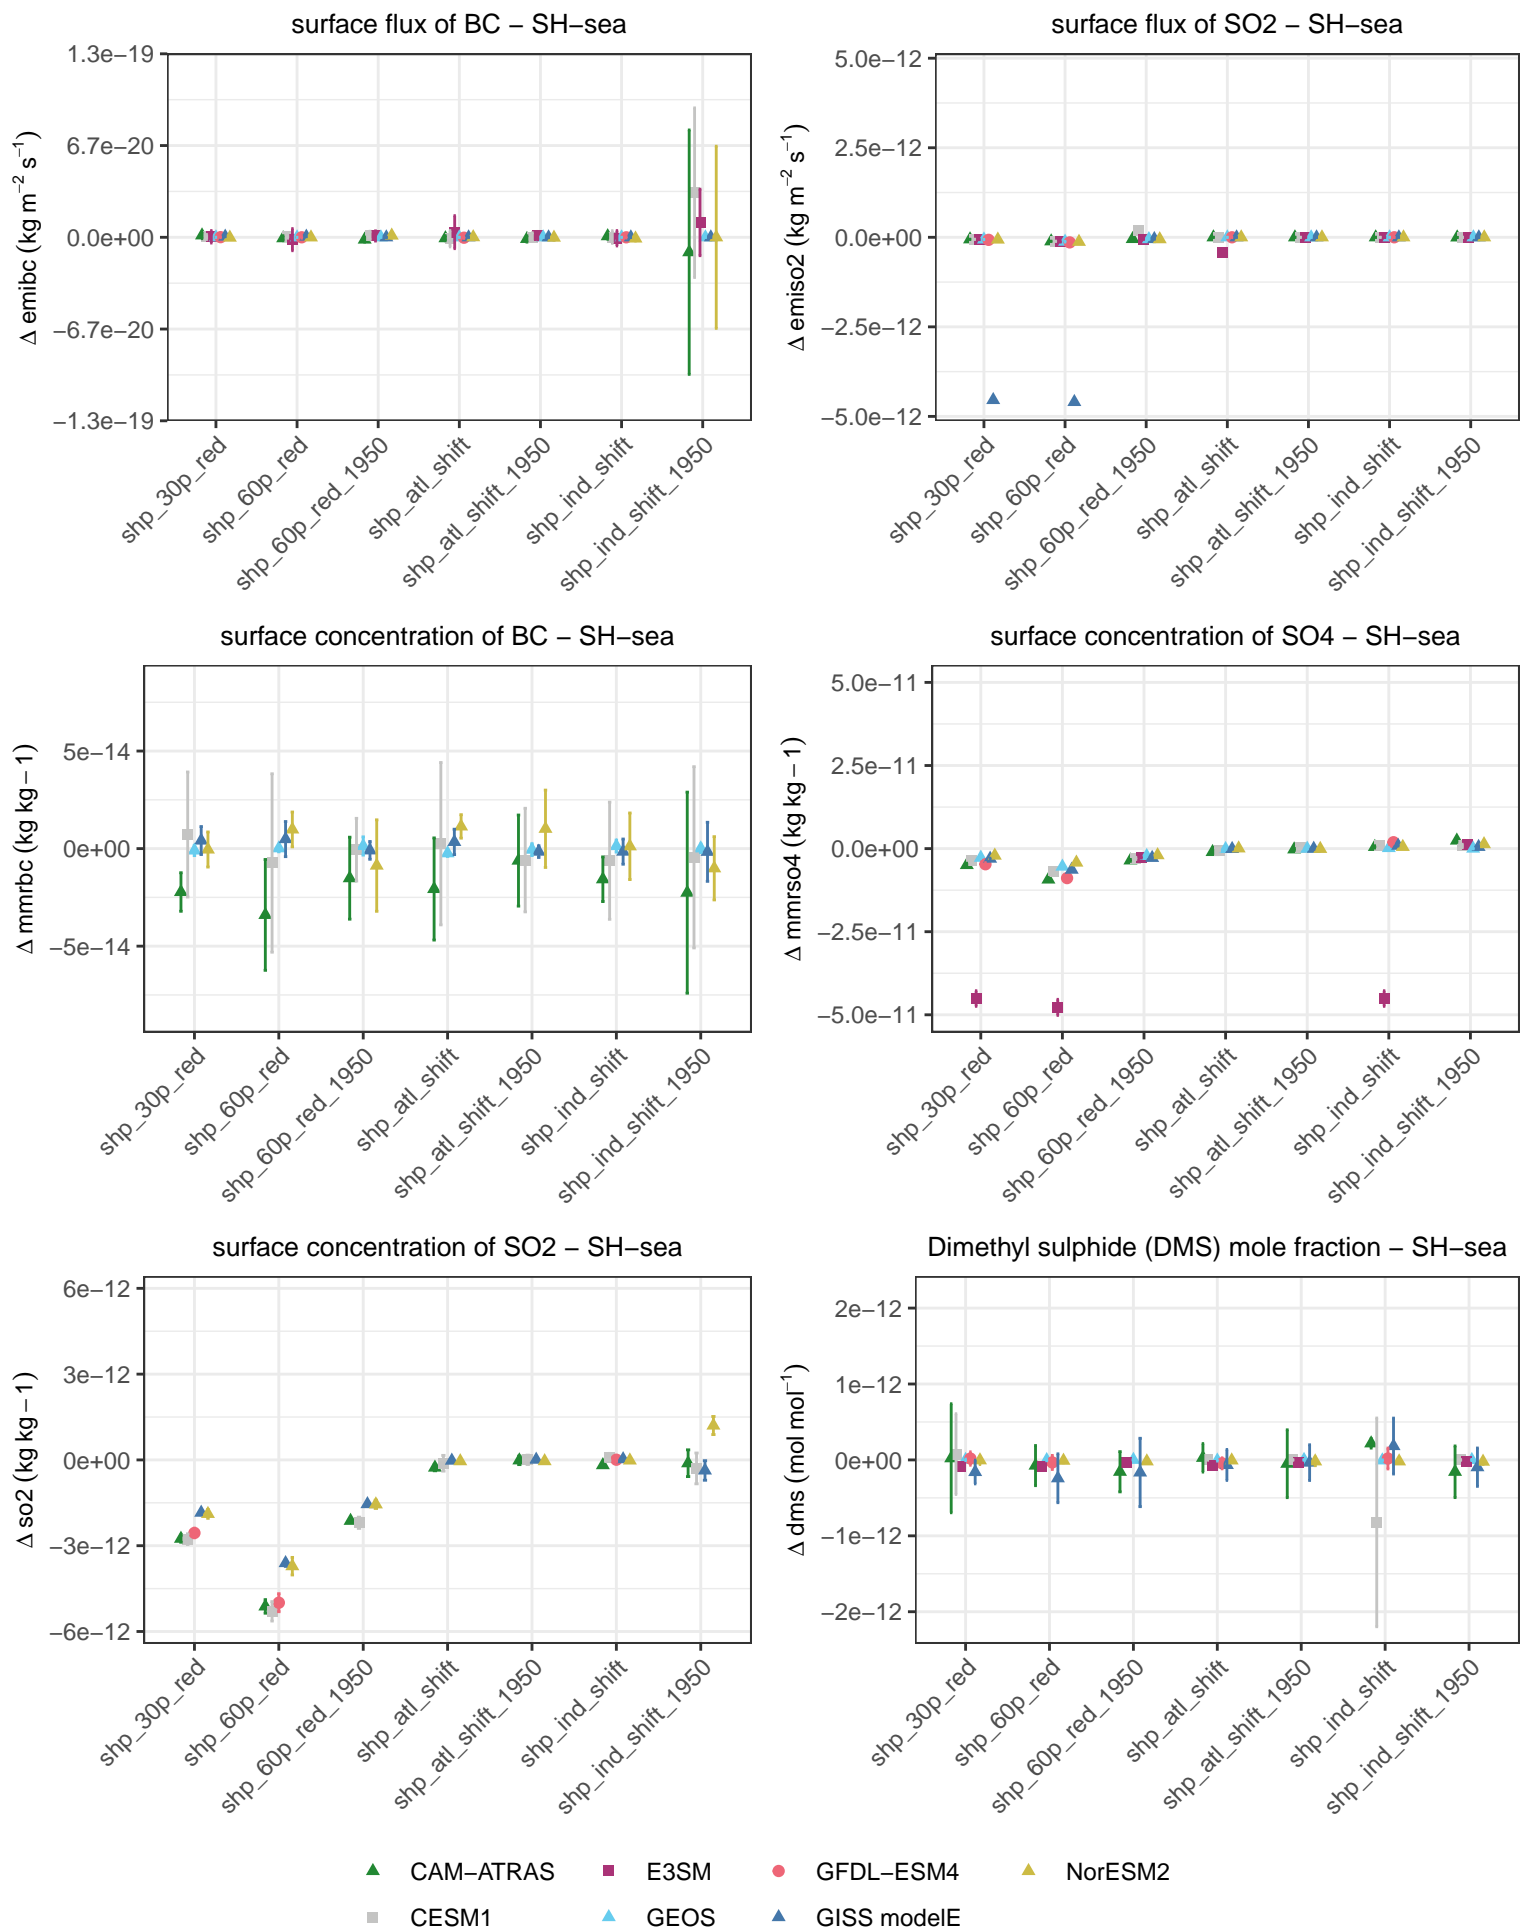 surface flux of BC − SH−sea
1.3e−19
6.7e−20
0.0e+00
−6.7e−20
−1.3e−19
Δ emibc (kg m−2 s−1)
shp_30p_red
shp_60p_red
shp_60p_red_1950
shp_atl_shift
shp_atl_shift_1950
shp_ind_shift
shp_ind_shift_1950
surface flux of SO2 − SH−sea
5.0e−12
2.5e−12
0.0e+00
−2.5e−12
−5.0e−12
Δ emiso2 (kg m−2 s−1)
shp_30p_red
shp_60p_red
shp_60p_red_1950
shp_atl_shift
shp_atl_shift_1950
shp_ind_shift
shp_ind_shift_1950
surface concentration of BC − SH−sea
5e−14
0e+00
−5e−14
Δ mmrbc (kg kg−1)
shp_30p_red
shp_60p_red
shp_60p_red_1950
shp_atl_shift
shp_atl_shift_1950
shp_ind_shift
shp_ind_shift_1950
surface concentration of SO4 − SH−sea
5.0e−11
2.5e−11
0.0e+00
−2.5e−11
−5.0e−11
Δ mmrso4 (kg kg−1)
shp_30p_red
shp_60p_red
shp_60p_red_1950
shp_atl_shift
shp_atl_shift_1950
shp_ind_shift
shp_ind_shift_1950
surface concentration of SO2 − SH−sea
6e−12
3e−12
0e+00
−3e−12
−6e−12
Δ so2 (kg kg−1)
shp_30p_red
shp_60p_red
shp_60p_red_1950
shp_atl_shift
shp_atl_shift_1950
shp_ind_shift
shp_ind_shift_1950
Dimethyl sulphide (DMS) mole fraction − SH−sea
2e−12
1e−12
0e+00
−1e−12
−2e−12
Δ dms (mol mol−1)
shp_30p_red
shp_60p_red
shp_60p_red_1950
shp_atl_shift
shp_atl_shift_1950
shp_ind_shift
shp_ind_shift_1950
CAM−ATRAS E3SM GFDL−ESM4 NorESM2
CESM1 GEOS GISS modelE